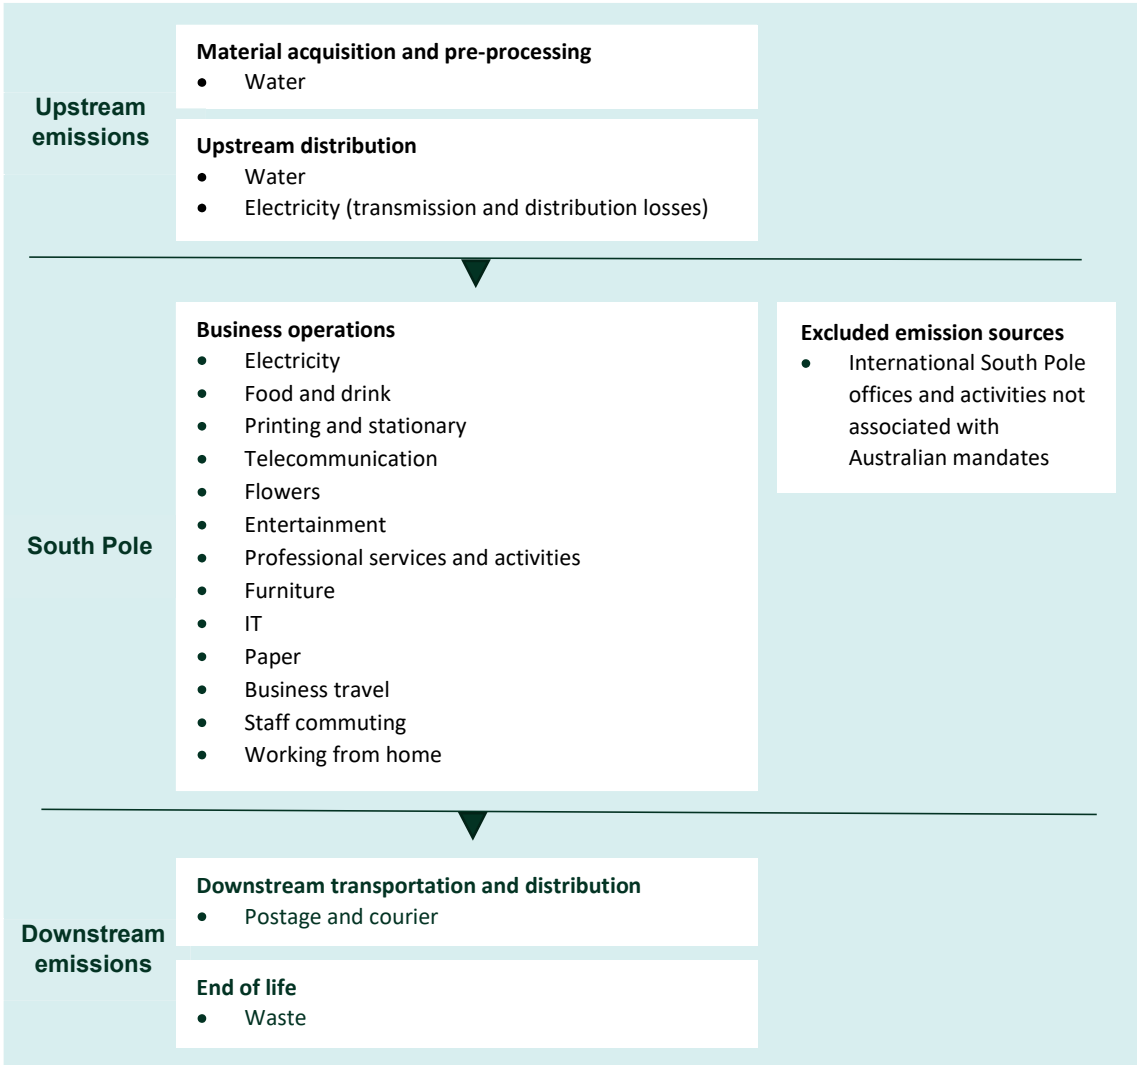 Upstream
emissions
Material acquisition and pre-processing
• Water
Upstream distribution
• Water
• Electricity (transmission and distribution losses)
South Pole
Business operations
• Electricity
• Food and drink
• Printing and stationary
• Telecommunication
• Flowers
• Entertainment
• Professional services and activities
• Furniture
• IT
• Paper
• Business travel
• Staff commuting
• Working from home
Excluded emission sources
• International South Pole
offices and activities not
associated with
Australian mandates
Downstream
emissions
Downstream transportation and distribution
• Postage and courier
End of life
• Waste